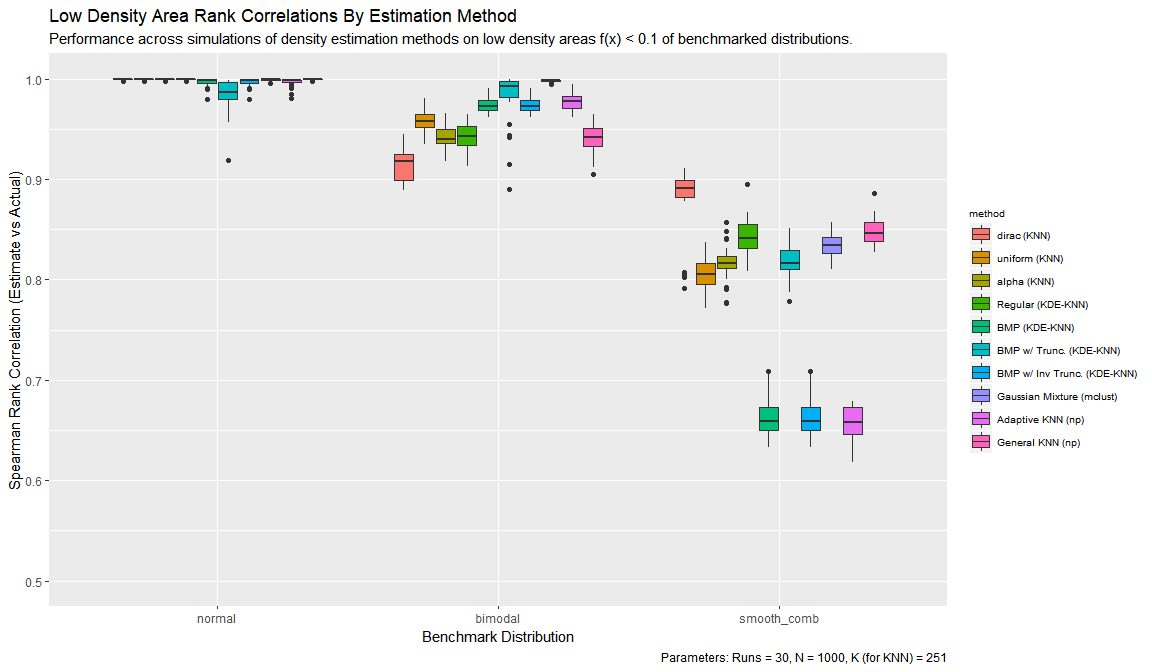 Low Density Area Rank Correlations By Estimation Method
Performance across simulations of density estimation methods on low density areas f(x) < 0.1 of benchmarked distributions.
Spearman Rank Correlation (Estimate vs Actual)
1.0
0.9
0.8
0.7
0.6
0.5
normal
bimodal
smooth_comb
Benchmark Distribution
Parameters: Runs = 30, N = 1000, K (for KNN) = 251
method
dirac (KNN)
uniform (KNN)
alpha (KNN)
Regular (KDE-KNN)
BMP (KDE-KNN)
BMP w/ Trunc. (KDE-KNN)
BMP w/ Inv Trunc. (KDE-KNN)
Gaussian Mixture (mclust)
Adaptive KNN (np)
General KNN (np)